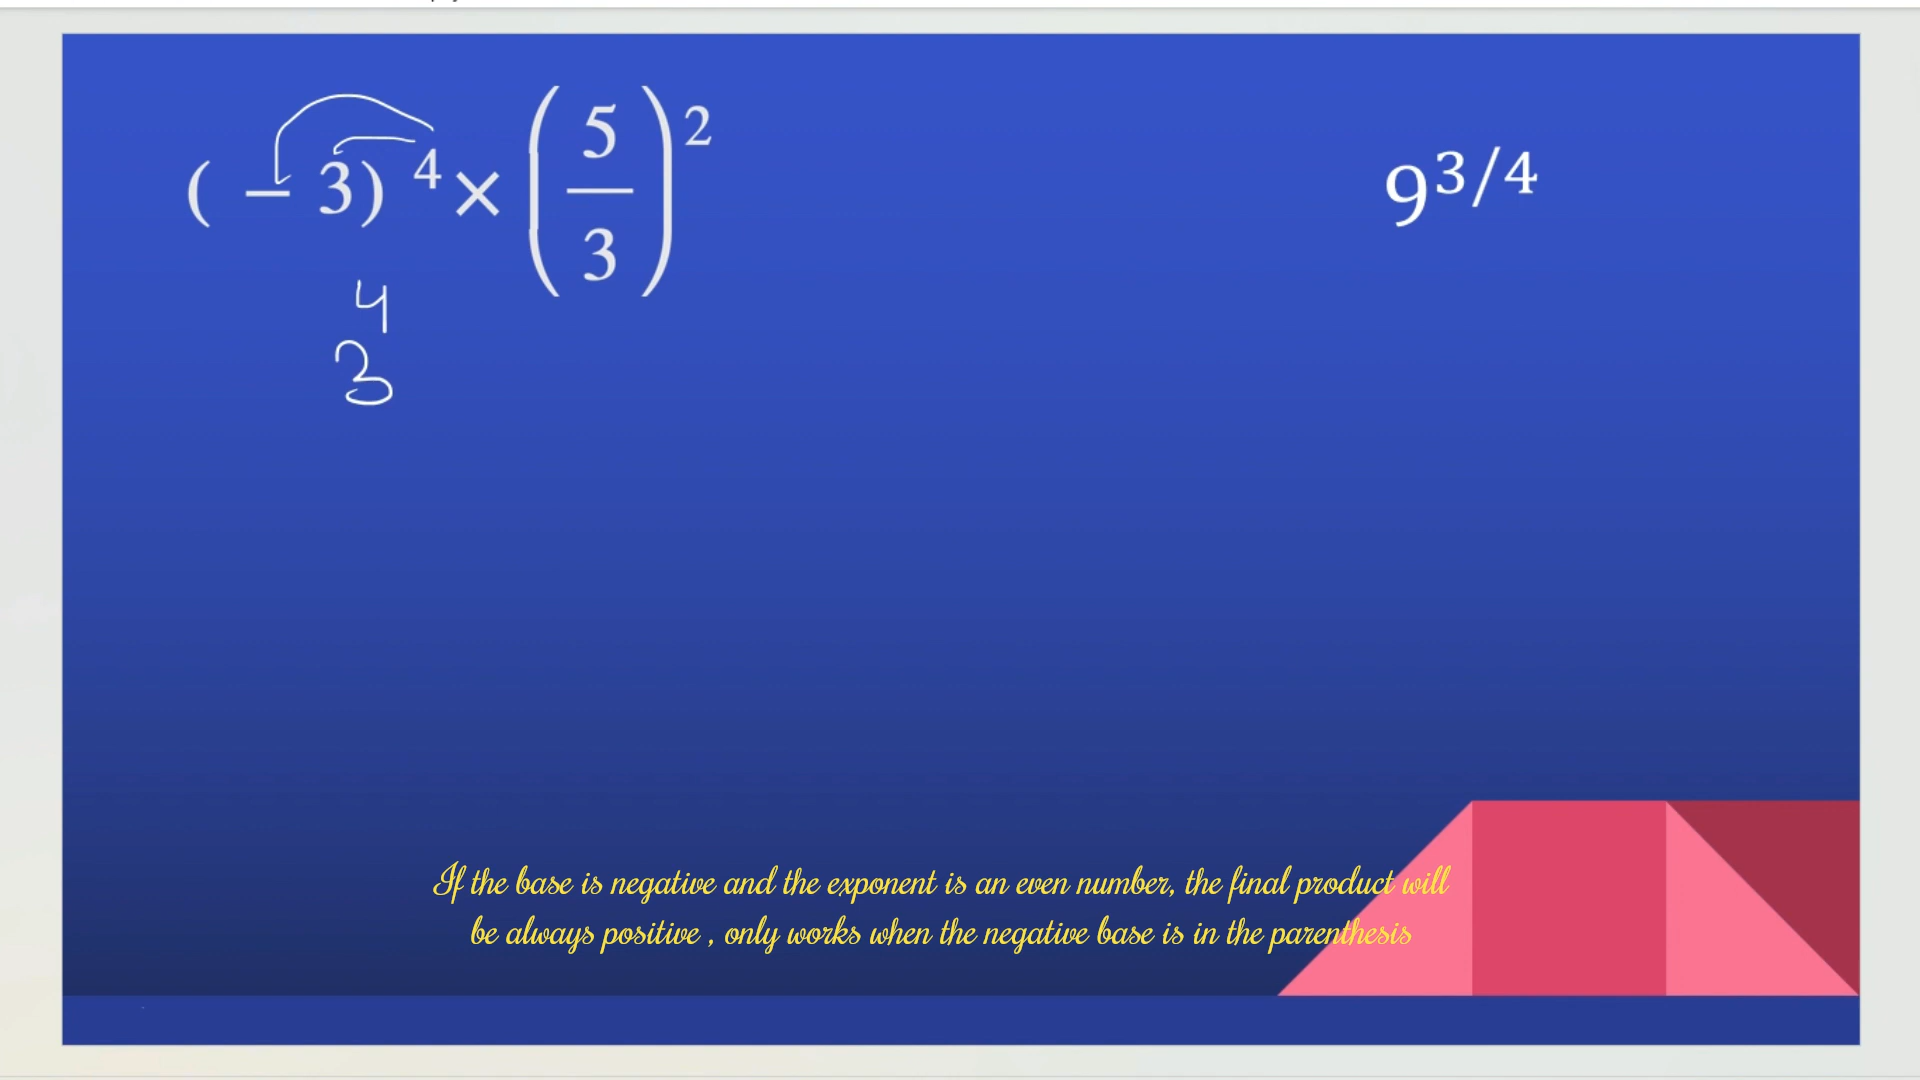 (−3)⁴ × (5/3)²
9^{3/4}
4
3
If the base is negative and the exponent is an even number, the final product will
be always positive , only works when the negative base is in the parenthesis